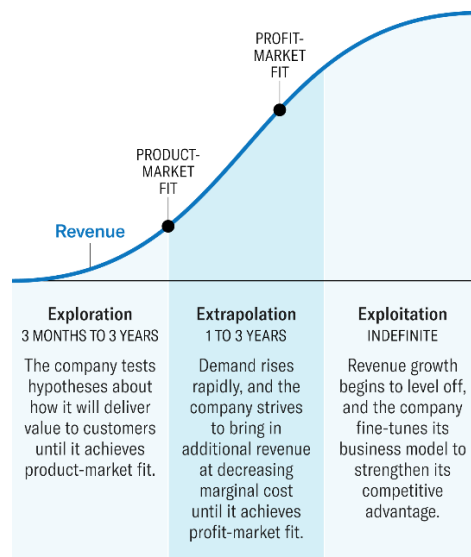 PROFIT-
MARKET
FIT
PRODUCT-
MARKET
FIT
Revenue
Exploration
3 MONTHS TO 3 YEARS
The company tests
hypotheses about
how it will deliver
value to customers
until it achieves
product-market fit.
Extrapolation
1 TO 3 YEARS
Demand rises
rapidly, and the
company strives
to bring in
additional revenue
at decreasing
marginal cost
until it achieves
profit-market fit.
Exploitation
INDEFINITE
Revenue growth
begins to level off,
and the company
fine-tunes its
business model to
strengthen its
competitive
advantage.